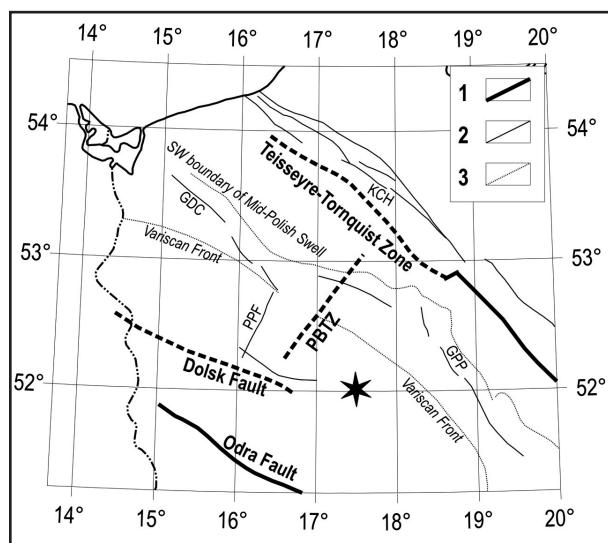 14° 15° 16° 17° 18° 19° 20°
1
2
3
54° 54°
SW boundary of Mid-Polish Swell
Teisseyre-Tornquist Zone
KCH
GDC
Variscan Front
53° 53°
PPF
PBTZ
GPP
Dolsk Fault
52° 52°
Variscan Front
Odra Fault
14° 15° 16° 17° 18° 19° 20°